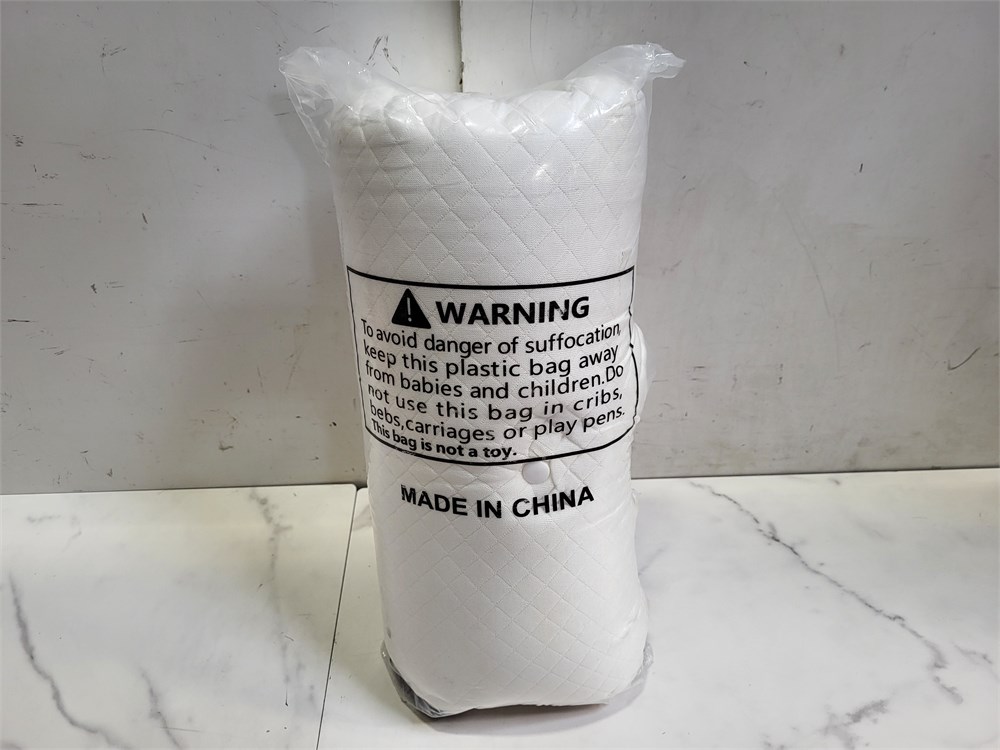 WARNING
To avoid danger of suffocation,
keep this plastic bag away
from babies and children.Do
not use this bag in cribs,
bebs,carriages or play pens.
This bag is not a toy.
MADE IN CHINA